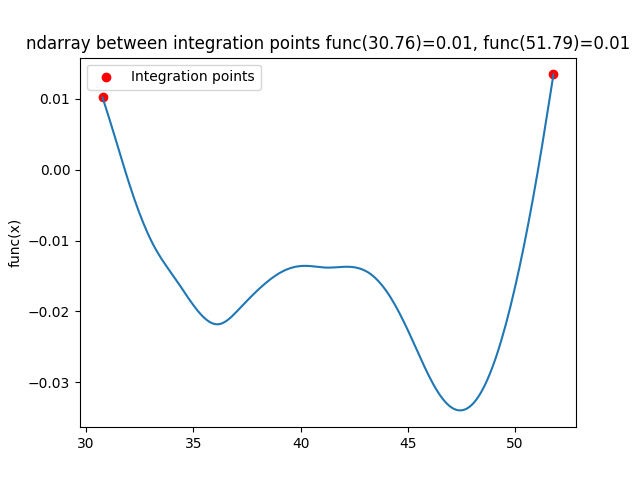 ndarray between integration points func(30.76)=0.01, func(51.79)=0.01
Integration points
func(x)
0.01
0.00
−0.01
−0.02
−0.03
30 35 40 45 50